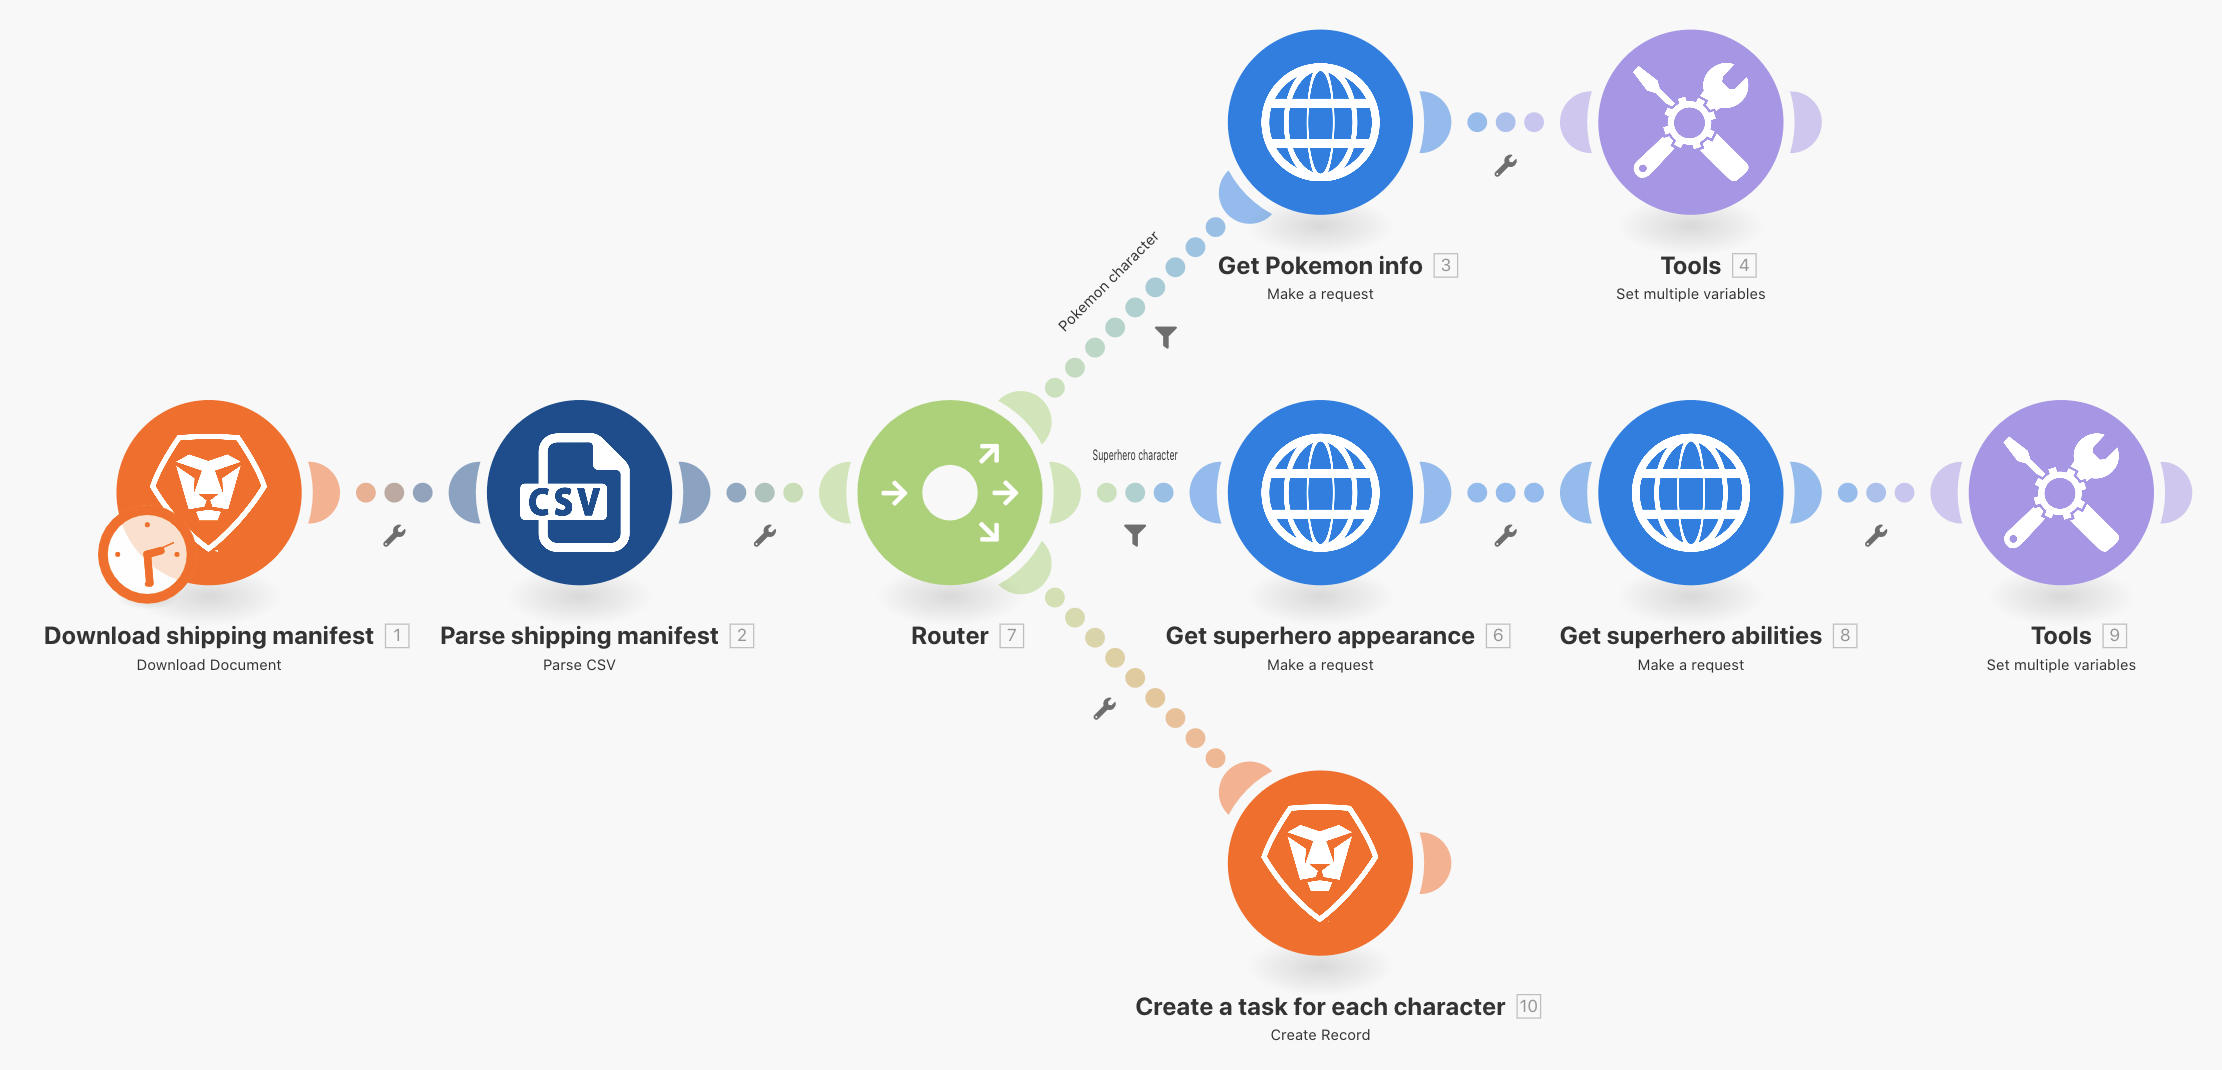 Get Pokemon info 3
Make a request
Tools 4
Set multiple variables
Pokemon character
Superhero character
CSV
Download shipping manifest 1
Download Document
Parse shipping manifest 2
Parse CSV
Router 7
Get superhero appearance 6
Make a request
Get superhero abilities 8
Make a request
Tools 9
Set multiple variables
Create a task for each character 10
Create Record